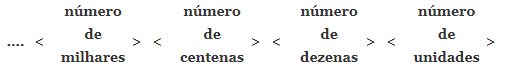 número número número número
.... < de > < de > < de > < de >
milhares centenas dezenas unidades